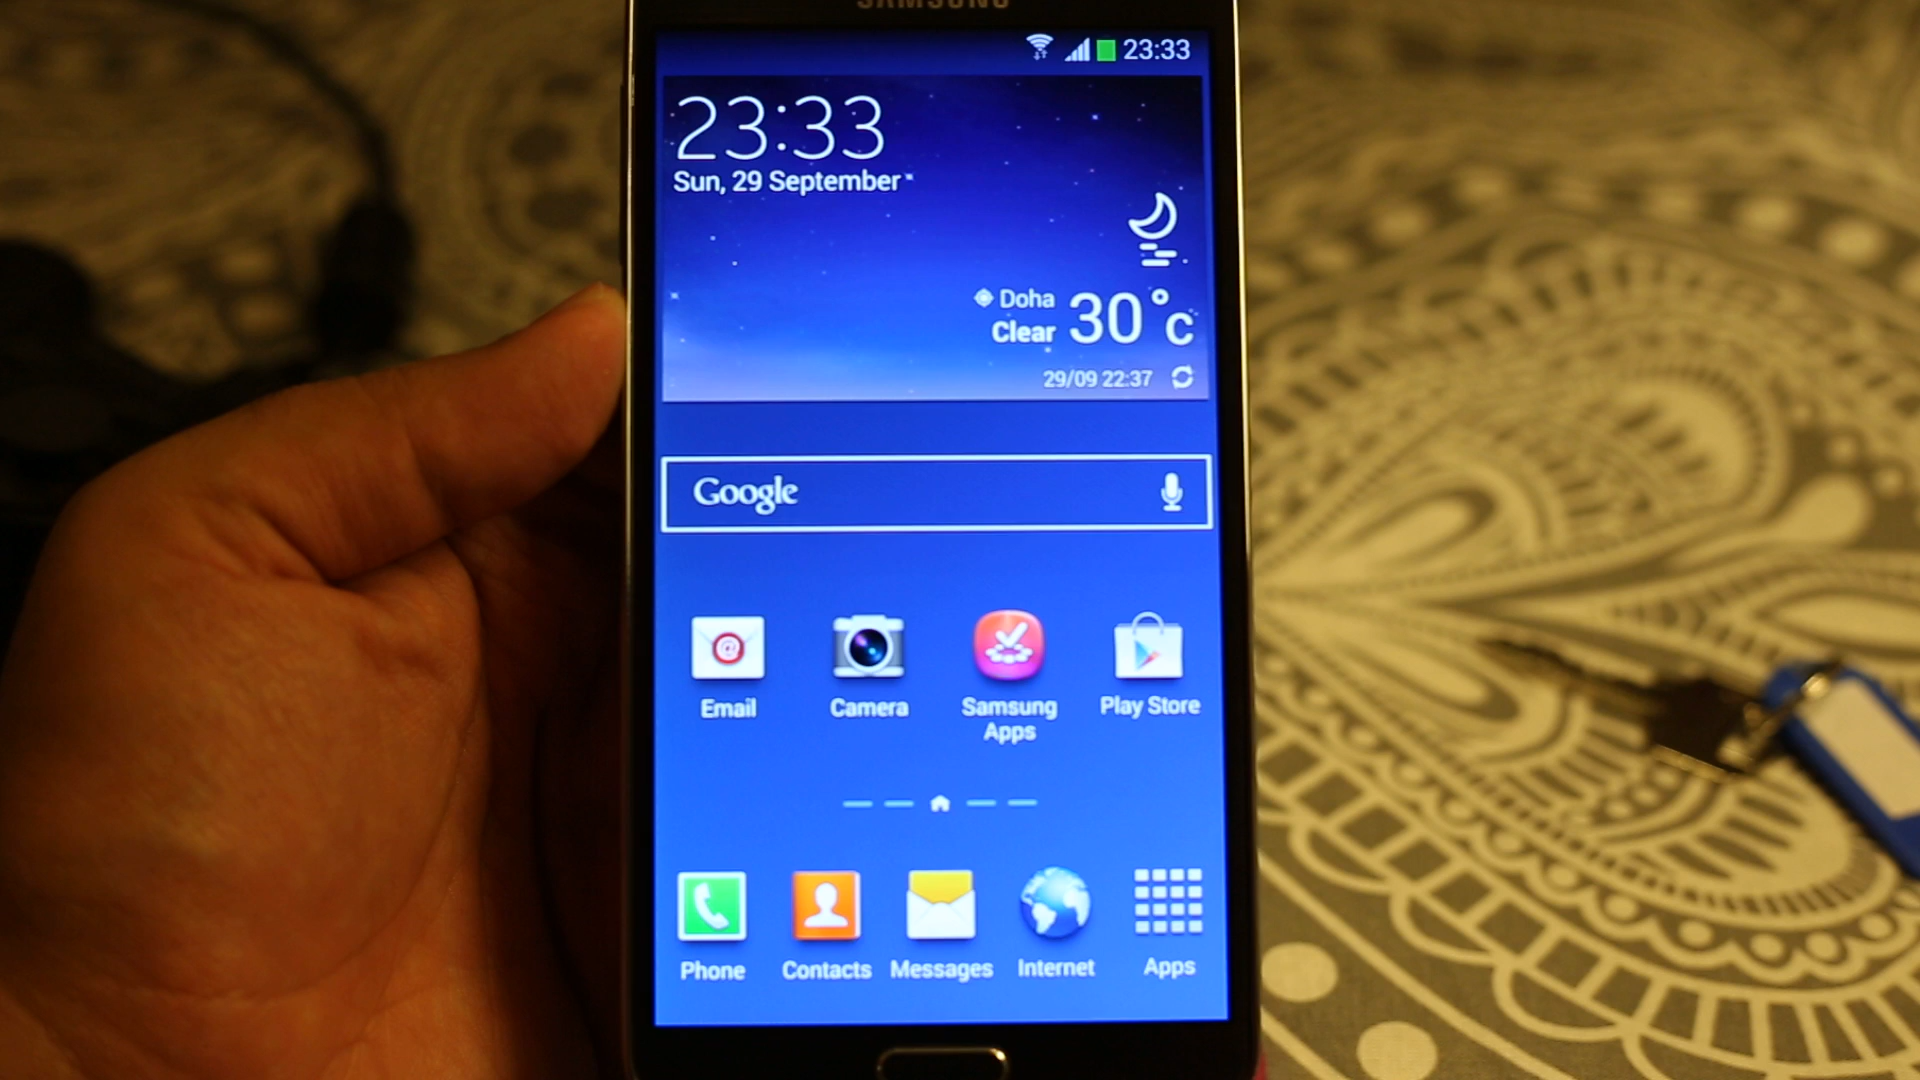 SAMSUNG
23:33
23:33
Sun, 29 September
Doha
Clear 30°C
29/09 22:37
Google
Email Camera Samsung Apps Play Store
Phone Contacts Messages Internet Apps